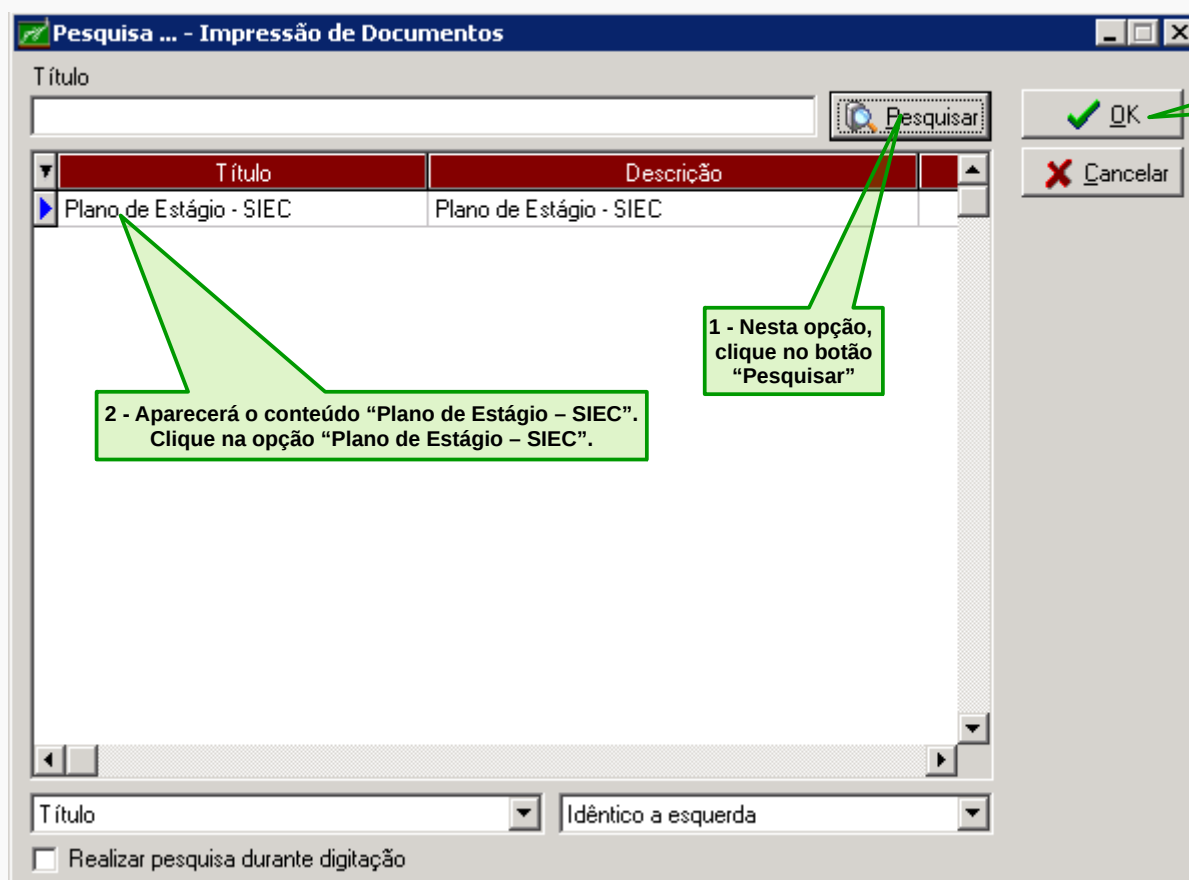 Pesquisa ... - Impressão de Documentos
Título
Pesquisar
OK
Cancelar
Título Descrição
Plano de Estágio - SIEC Plano de Estágio - SIEC
1 - Nesta opção,
clique no botão
“Pesquisar”
2 - Aparecerá o conteúdo “Plano de Estágio – SIEC”.
Clique na opção “Plano de Estágio – SIEC”.
Título
Idêntico a esquerda
Realizar pesquisa durante digitação